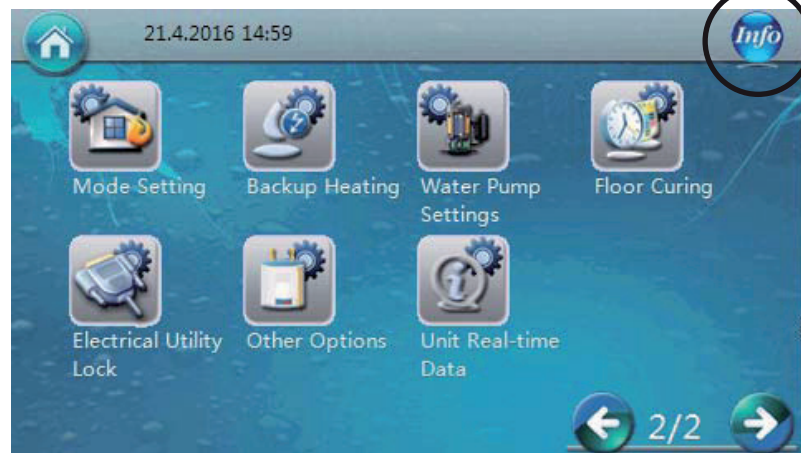 21.4.2016 14:59
Info
Mode Setting
Backup Heating
Water Pump
Settings
Floor Curing
Electrical Utility
Lock
Other Options
Unit Real-time
Data
2/2